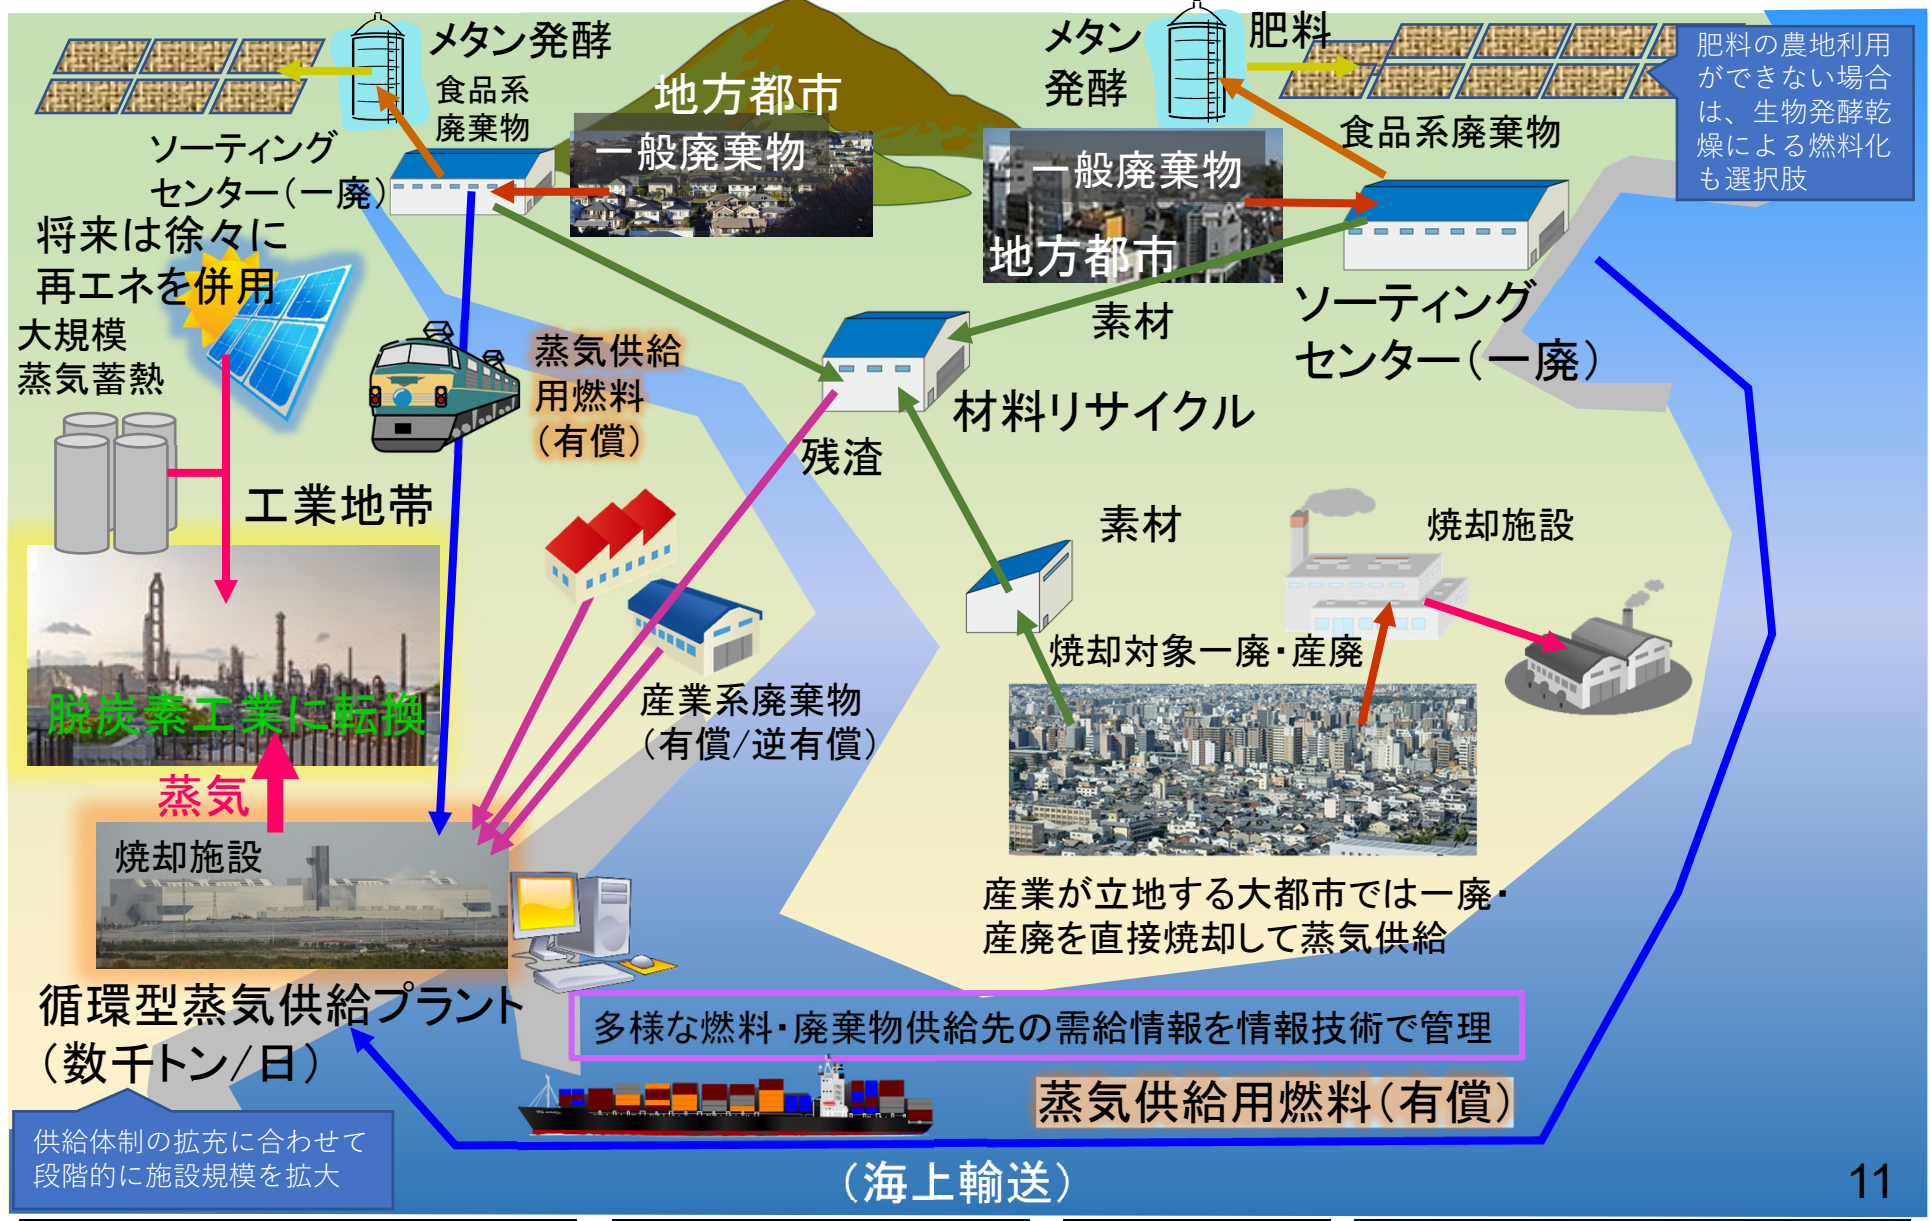 メタン発酵
食品系
廃棄物
地方都市
一般廃棄物
ソーティング
センター(一廃)
将来は徐々に
再エネを併用
大規模
蒸気蓄熱
蒸気供給
用燃料
(有償)
工業地帯
脱炭素工業に転換
蒸気
焼却施設
循環型蒸気供給プラント
(数千トン/日)
供給体制の拡充に合わせて
段階的に施設規模を拡大
メタン
発酵
肥料
食品系廃棄物
肥料の農地利用
ができない場合
は、生物発酵乾
燥による燃料化
も選択肢
一般廃棄物
地方都市
素材
ソーティング
センター(一廃)
材料リサイクル
残渣
素材
焼却施設
焼却対象一廃・産廃
産業系廃棄物
(有償/逆有償)
産業が立地する大都市では一廃・
産廃を直接焼却して蒸気供給
多様な燃料・廃棄物供給先の需給情報を情報技術で管理
蒸気供給用燃料(有償)
(海上輸送)
11